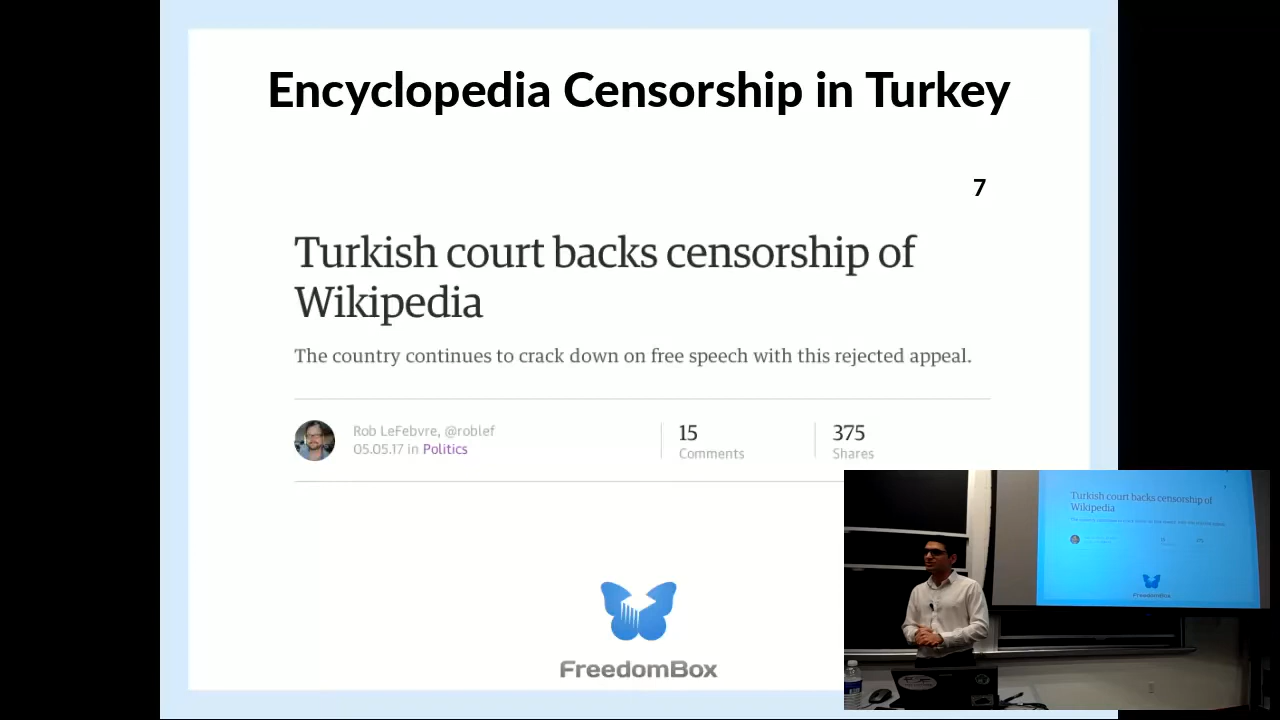 Encyclopedia Censorship in Turkey
7
Turkish court backs censorship of
Wikipedia
The country continues to crack down on free speech with this rejected appeal.
Rob LeFebvre, @roblef
05.05.17 in Politics
15
Comments
375
Shares
FreedomBox
Turkish court backs censorship of
Wikipedia
FreedomBox